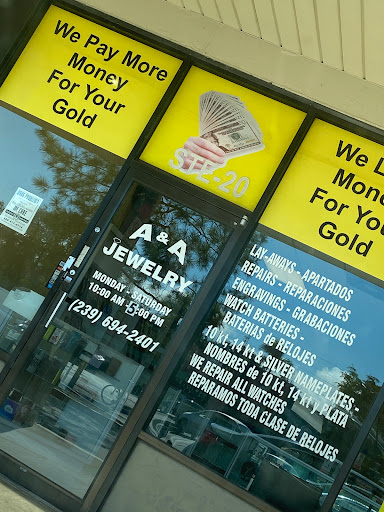 We Pay More
Money
For Your
Gold
STE-20
We
Mone
For Your
Gold
A & A
JEWELRY
MONDAY - SATURDAY
10:00 AM 5:00 PM
(239) 694-2401
LAY-AWAYS - APARTADOS
REPAIRS - REPARACIONES
ENGRAVINGS - GRABACIONES
WATCH BATTERIES -
BATERIAS de RELOJES
10 kt, 14 kt & SILVER NAMEPLATES -
NOMBRES de 10 kt, 14 kt y PLATA
WE REPAIR ALL WATCHES
REPARAMOS TODA CLASE DE RELOJES